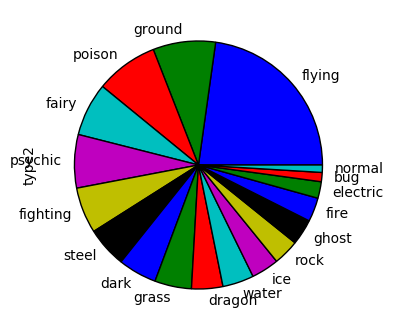 ground
poison
flying
fairy
psychic
type2
normal
bug
electric
fighting
fire
ghost
steel
rock
dark
ice
water
grass
dragon